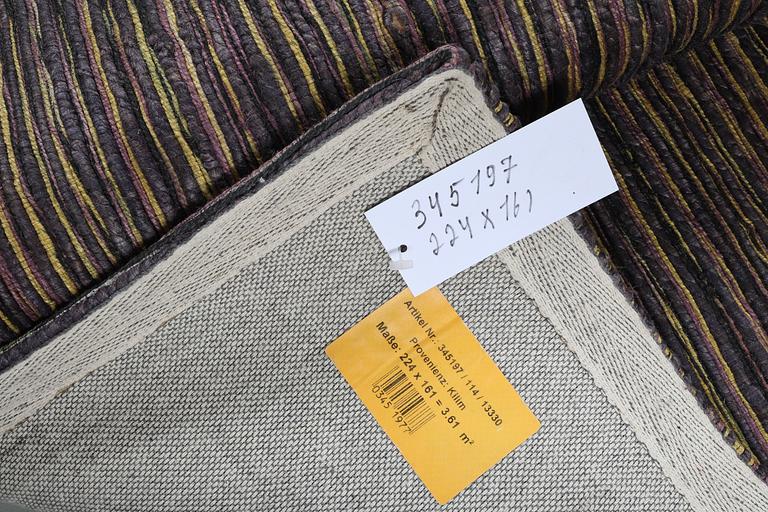 345197
224 x 161
Artikel Nr.: 345197 / 114 / 13330
Provenienz: Kilim
Maße: 224 x 161 = 3.61 m²
0345 1977